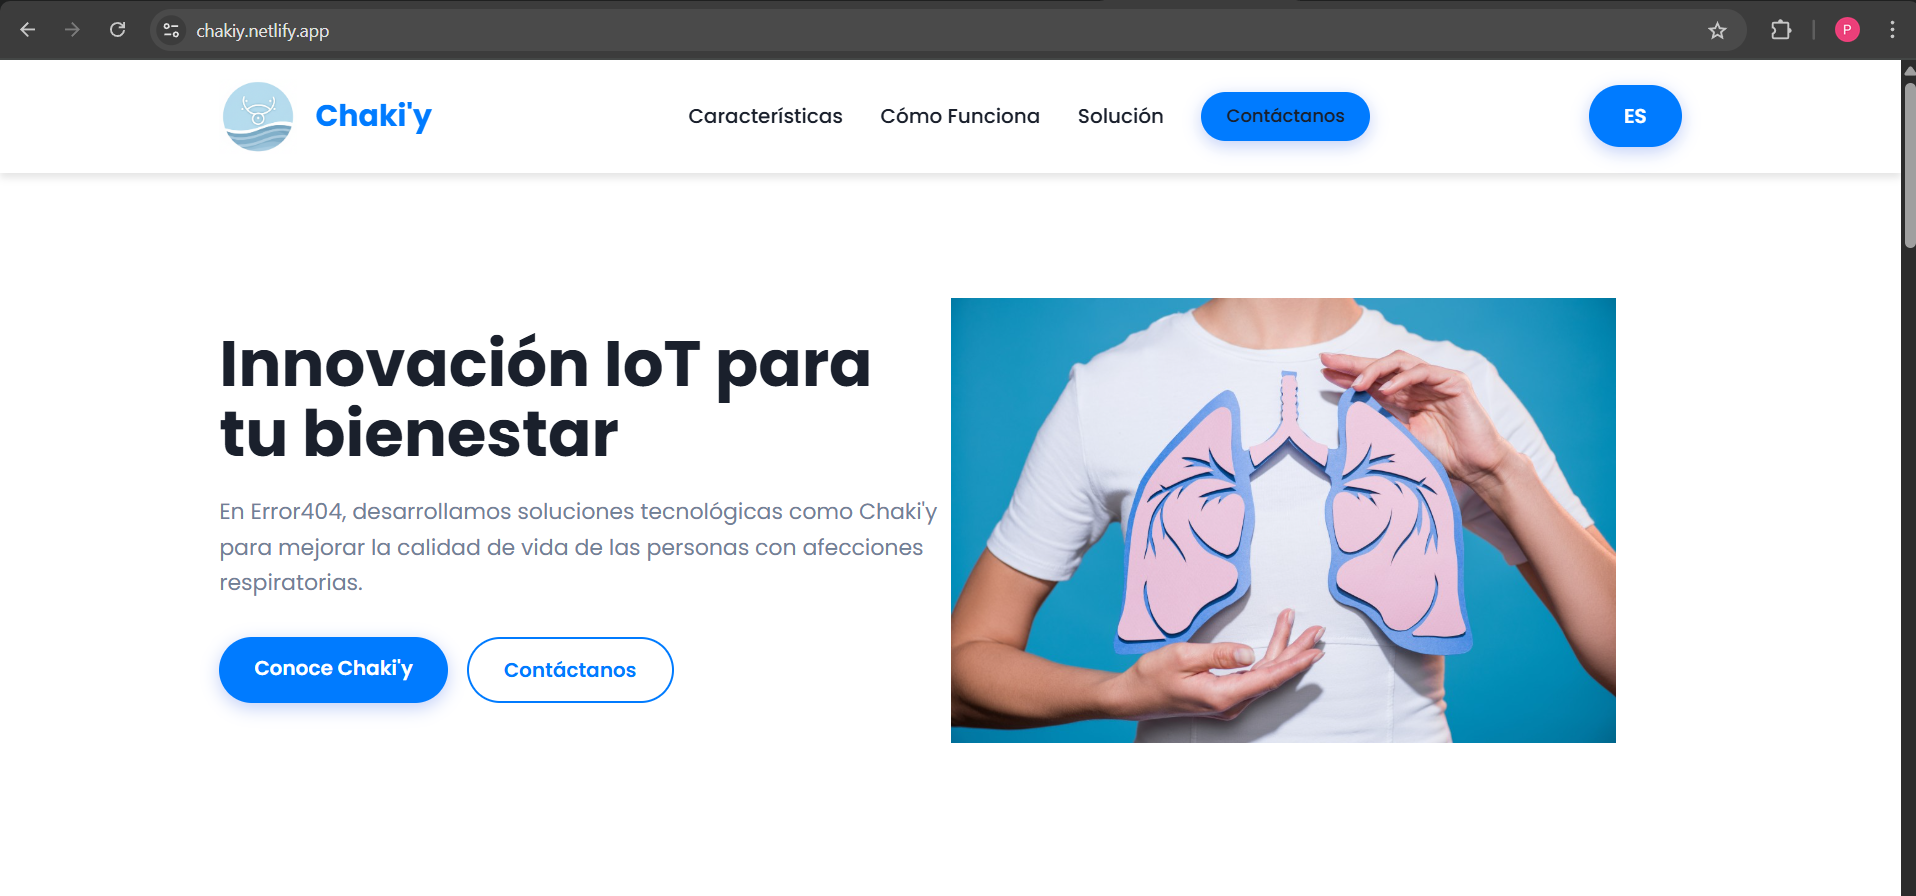 chakiy.netlify.app
P
Chaki'y
Características
Cómo Funciona
Solución
Contáctanos
ES
Innovación IoT para
tu bienestar
En Error404, desarrollamos soluciones tecnológicas como Chaki'y
para mejorar la calidad de vida de las personas con afecciones
respiratorias.
Conoce Chaki'y
Contáctanos